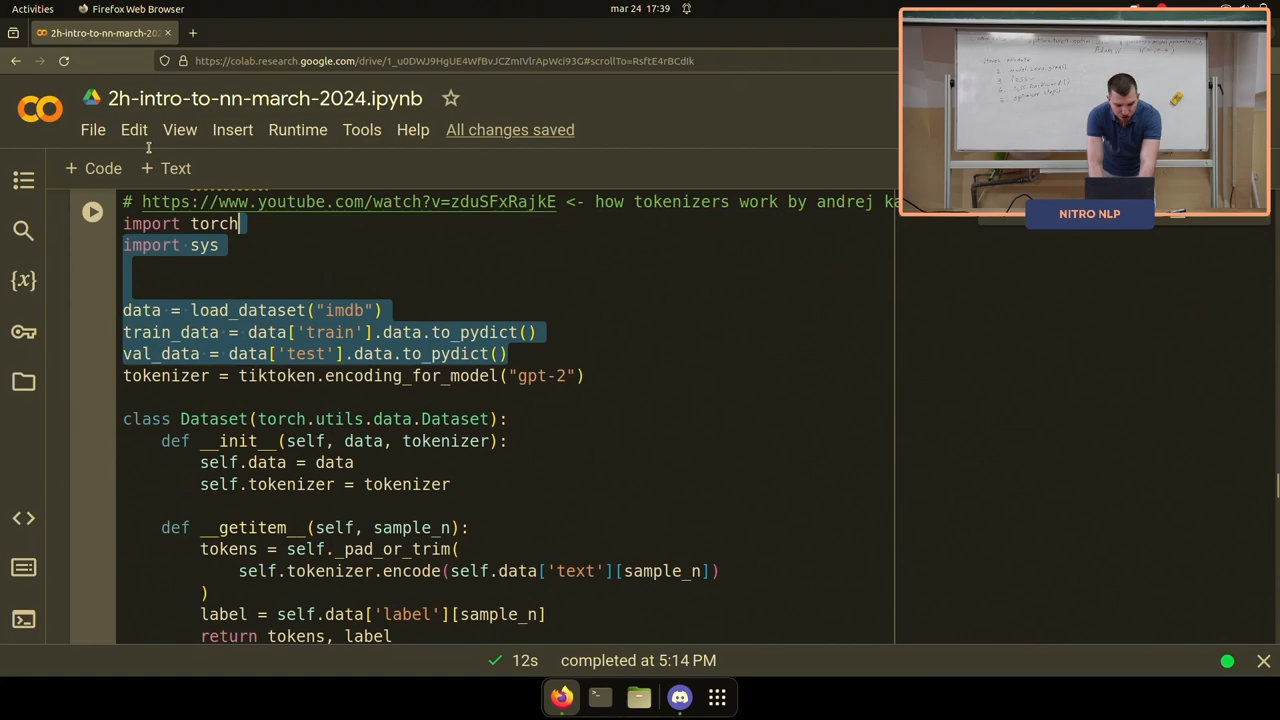 Activities
Firefox Web Browser
mar 24 17:39
2h-intro-to-nn-march-202
https://colab.research.google.com/drive/1_u0DWJ9HgUE4WfBvJCZmIVlrApWci93G#scrollTo=RsftE4rBCdlK
2h-intro-to-nn-march-2024.ipynb
File Edit View Insert Runtime Tools Help All changes saved
+ Code + Text
# https://www.youtube.com/watch?v=zduSFxRajkE <- how tokenizers work by andrej ka
import torch
import sys
data = load_dataset("imdb")
train_data = data['train'].data.to_pydict()
val_data = data['test'].data.to_pydict()
tokenizer = tiktoken.encoding_for_model("gpt-2")
class Dataset(torch.utils.data.Dataset):
def __init__(self, data, tokenizer):
self.data = data
self.tokenizer = tokenizer
def __getitem__(self, sample_n):
tokens = self._pad_or_trim(
self.tokenizer.encode(self.data['text'][sample_n])
)
label = self.data['label'][sample_n]
return tokens, label
12s completed at 5:14 PM
NITRO NLP